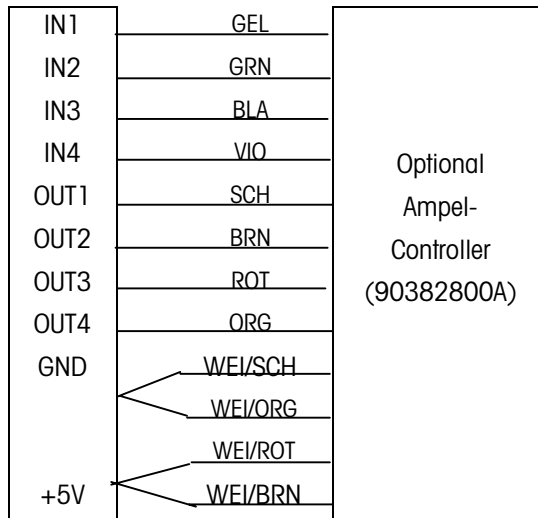 IN1 GEL
IN2 GRN
IN3 BLA
IN4 VIO
OUT1 SCH
OUT2 BRN
OUT3 ROT
OUT4 ORG
GND WEI/SCH
WEI/ORG
WEI/ROT
+5V WEI/BRN
Optional
Ampel-
Controller
(90382800A)